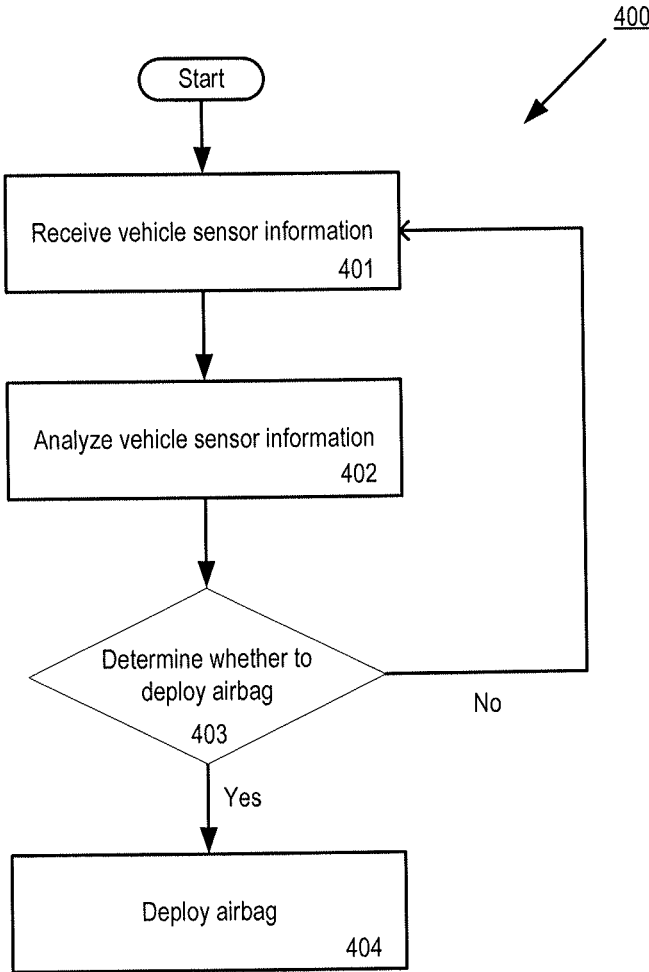 400
Start
Receive vehicle sensor information
401
Analyze vehicle sensor information
402
Determine whether to
deploy airbag
403
No
Yes
Deploy airbag
404